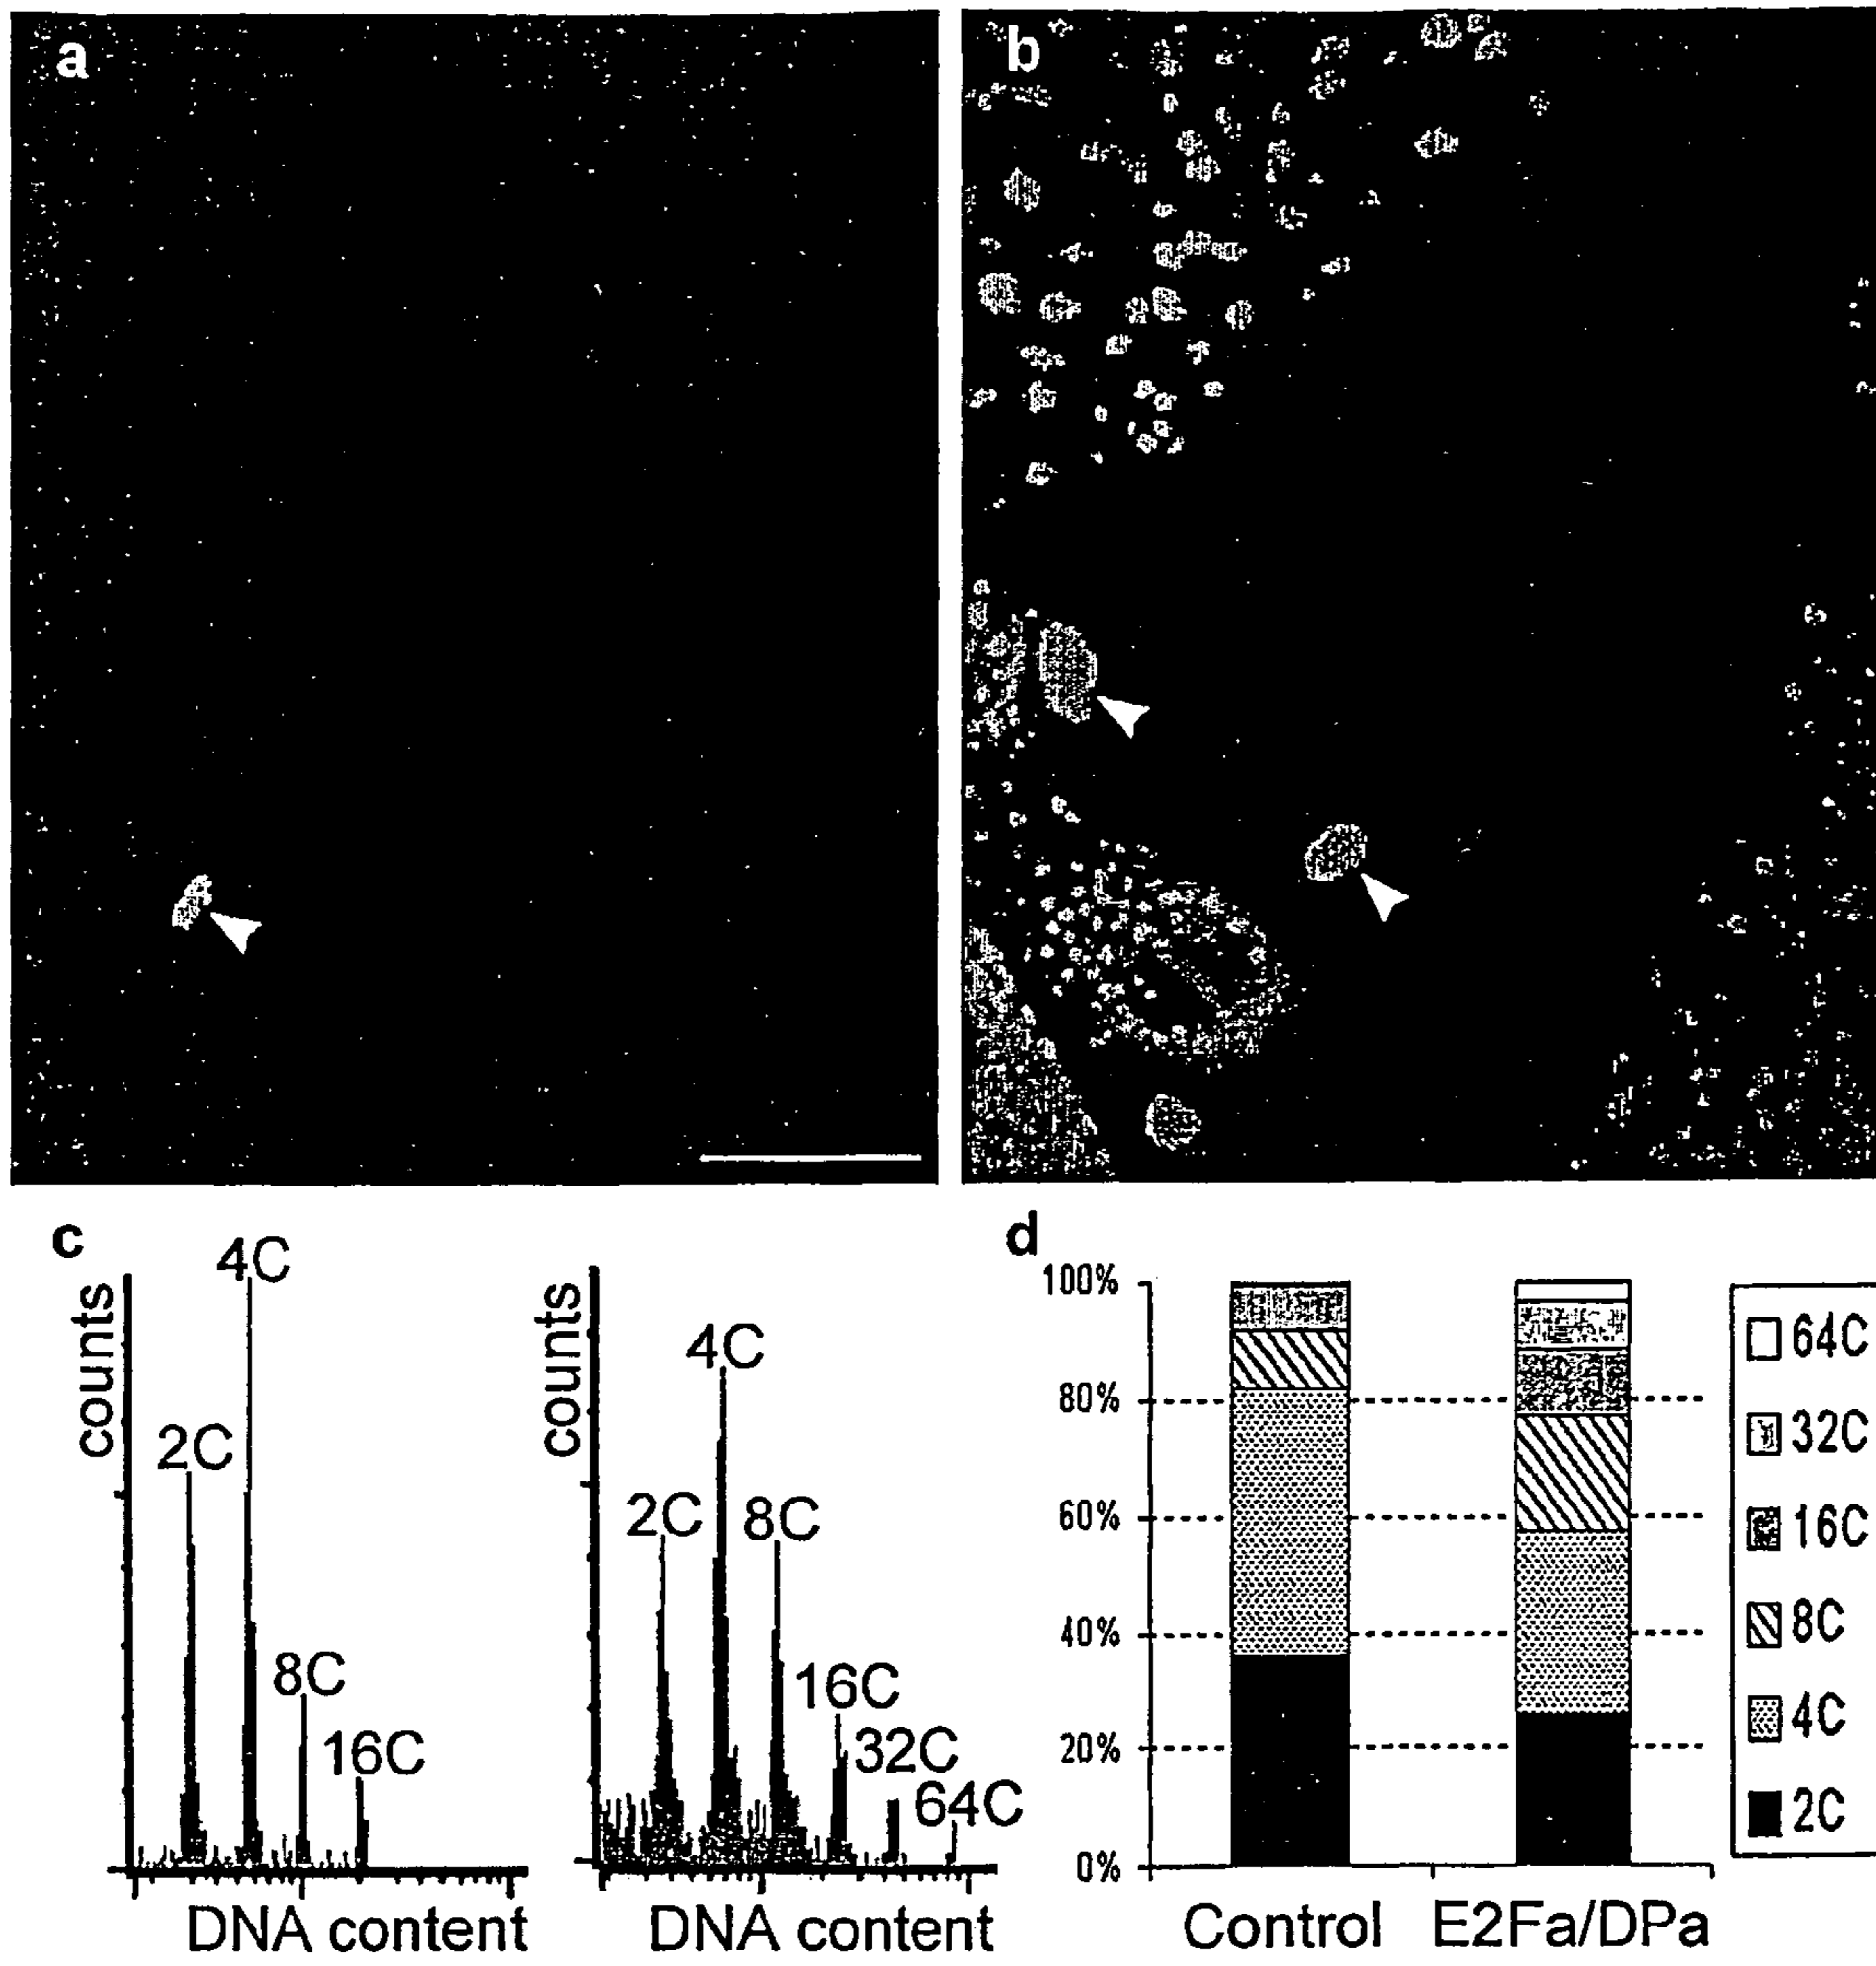 a
b
c
counts
2C
4C
8C
16C
DNA content
counts
2C
4C
8C
16C
32C
64C
DNA content
d
100%
80%
60%
40%
20%
0%
Control
E2Fa/DPa
64C
32C
16C
8C
4C
2C